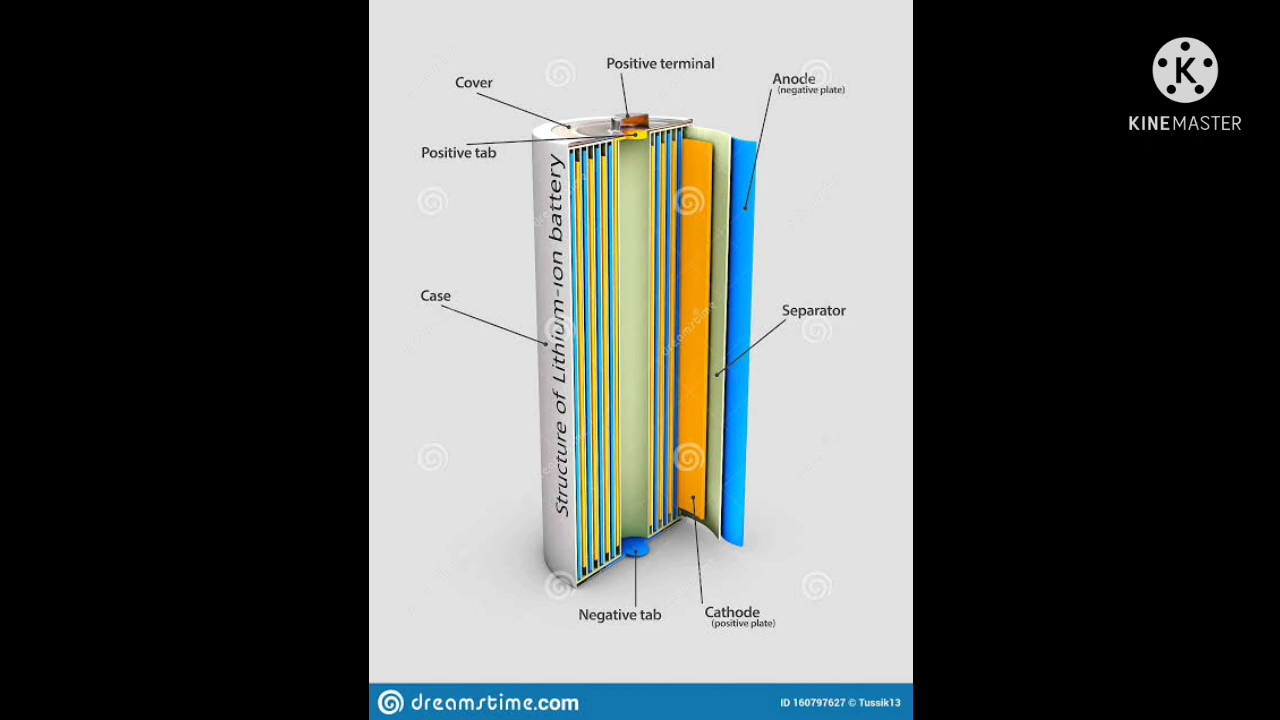 Positive terminal
Cover
Anode
(negative plate)
KINEMASTER
Positive tab
Structure of Lithium-ion battery
Case
Separator
Negative tab
Cathode
(positive plate)
dreamstime.com
ID 160797627 © Tussik13
K
dreamstime